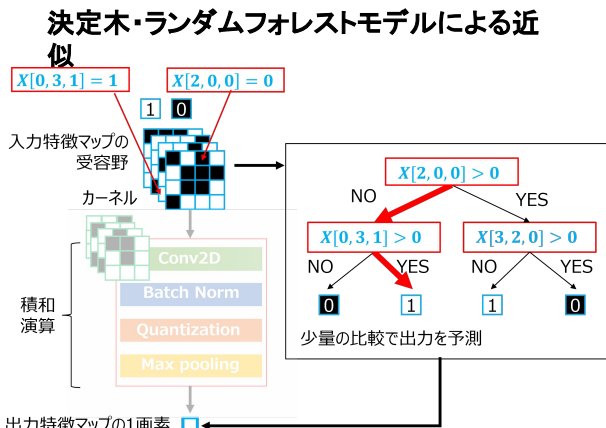 決定木・ランダムフォレストモデルによる近
似
X[0, 3, 1] = 1
X[2, 0, 0] = 0
1
0
入力特徴マップの
受容野
カーネル
Conv2D
Batch Norm
Quantization
Max pooling
積和
演算
出力特徴マップの1画素
X[2, 0, 0] > 0
NO
YES
X[0, 3, 1] > 0
X[3, 2, 0] > 0
NO
YES
NO
YES
0
1
1
0
少量の比較で出力を予測